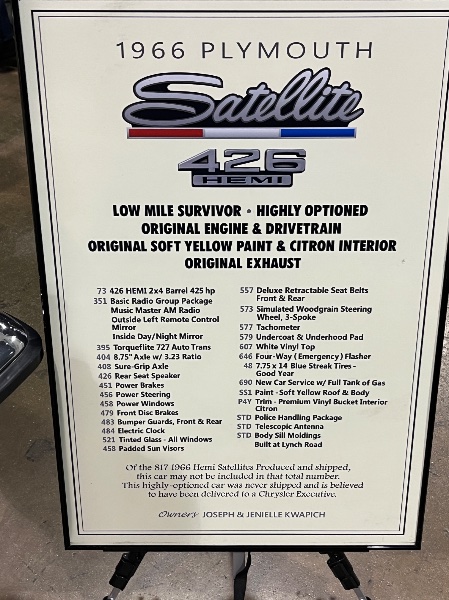 1966 PLYMOUTH
Satellite
426
HEMI
LOW MILE SURVIVOR • HIGHLY OPTIONED
ORIGINAL ENGINE & DRIVETRAIN
ORIGINAL SOFT YELLOW PAINT & CITRON INTERIOR
ORIGINAL EXHAUST
73 426 HEMI 2x4 Barrel 425 hp
351 Basic Radio Group Package
Music Master AM Radio
Outside Left Remote Control
Mirror
Inside Day/Night Mirror
395 Torqueflite 727 Auto Trans
404 8.75" Axle w/ 3.23 Ratio
408 Sure-Grip Axle
426 Rear Seat Speaker
451 Power Brakes
456 Power Steering
458 Power Windows
479 Front Disc Brakes
483 Bumper Guards, Front & Rear
484 Electric Clock
521 Tinted Glass - All Windows
458 Padded Sun Visors
557 Deluxe Retractable Seat Belts
Front & Rear
573 Simulated Woodgrain Steering
Wheel, 3-Spoke
577 Tachometer
579 Undercoat & Underhood Pad
607 White Vinyl Top
646 Four-Way ( Emergency ) Flasher
48 7.75 x 14 Blue Streak Tires -
Good Year
690 New Car Service w/ Full Tank of Gas
SS1 Paint - Soft Yellow Roof & Body
P4Y Trim - Premium Vinyl Bucket Interior
Citron
STD Police Handling Package
STD Telescopic Antenna
STD Body Sill Moldings
Built at Lynch Road
Of the 817 1966 Hemi Satellites Produced and shipped,
this car may not be included in that total number.
This highly-optioned car was never shipped and is believed
to have been delivered to a Chrysler Executive.
Owners JOSEPH & JENIELLE KWAPICH